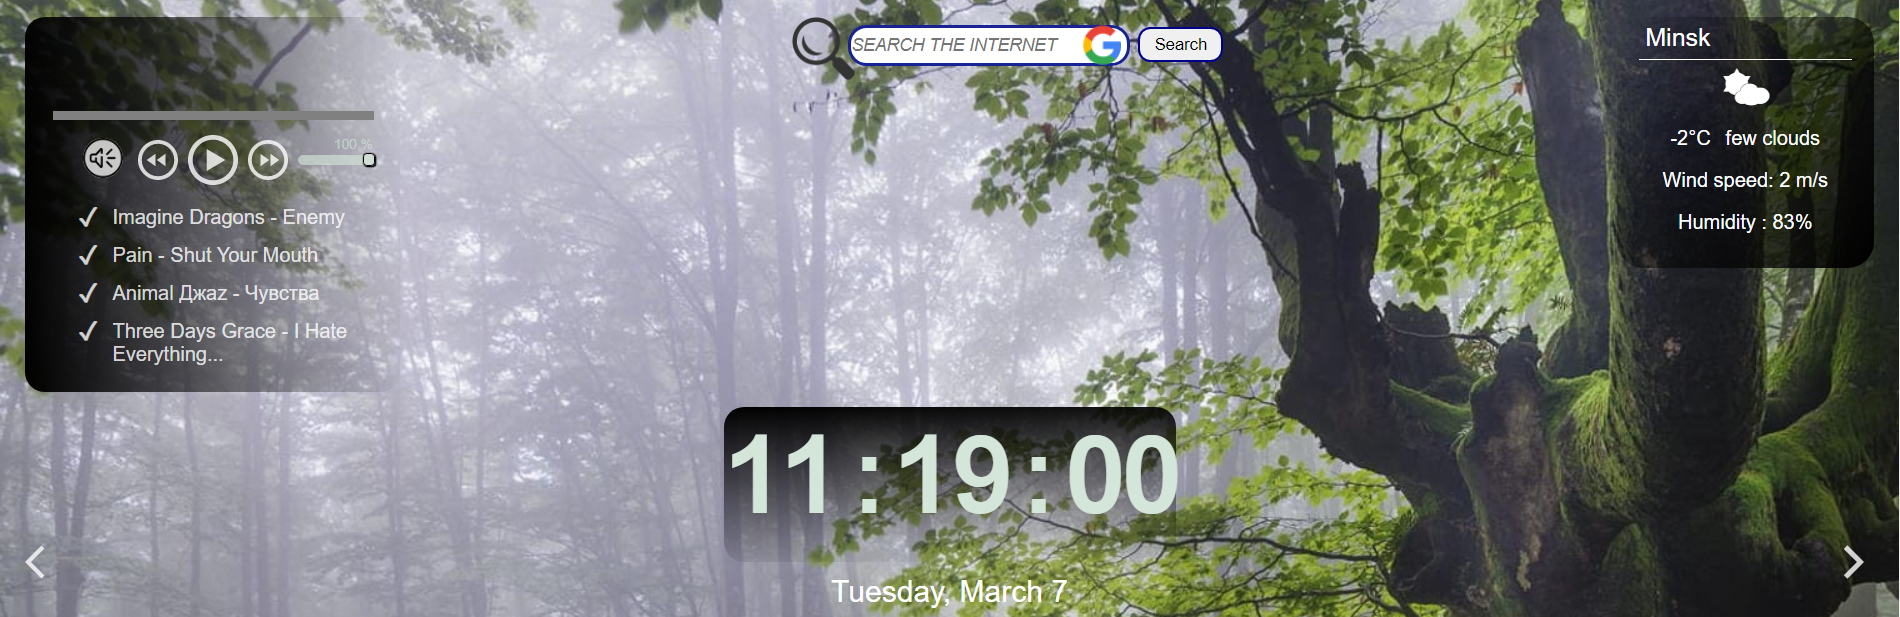 SEARCH THE INTERNET
Search
Minsk
100 %
-2°C few clouds
Wind speed: 2 m/s
Humidity : 83%
Imagine Dragons - Enemy
Pain - Shut Your Mouth
Animal Джаz - Чувства
Three Days Grace - I Hate
Everything...
11:19:00
Tuesday, March 7